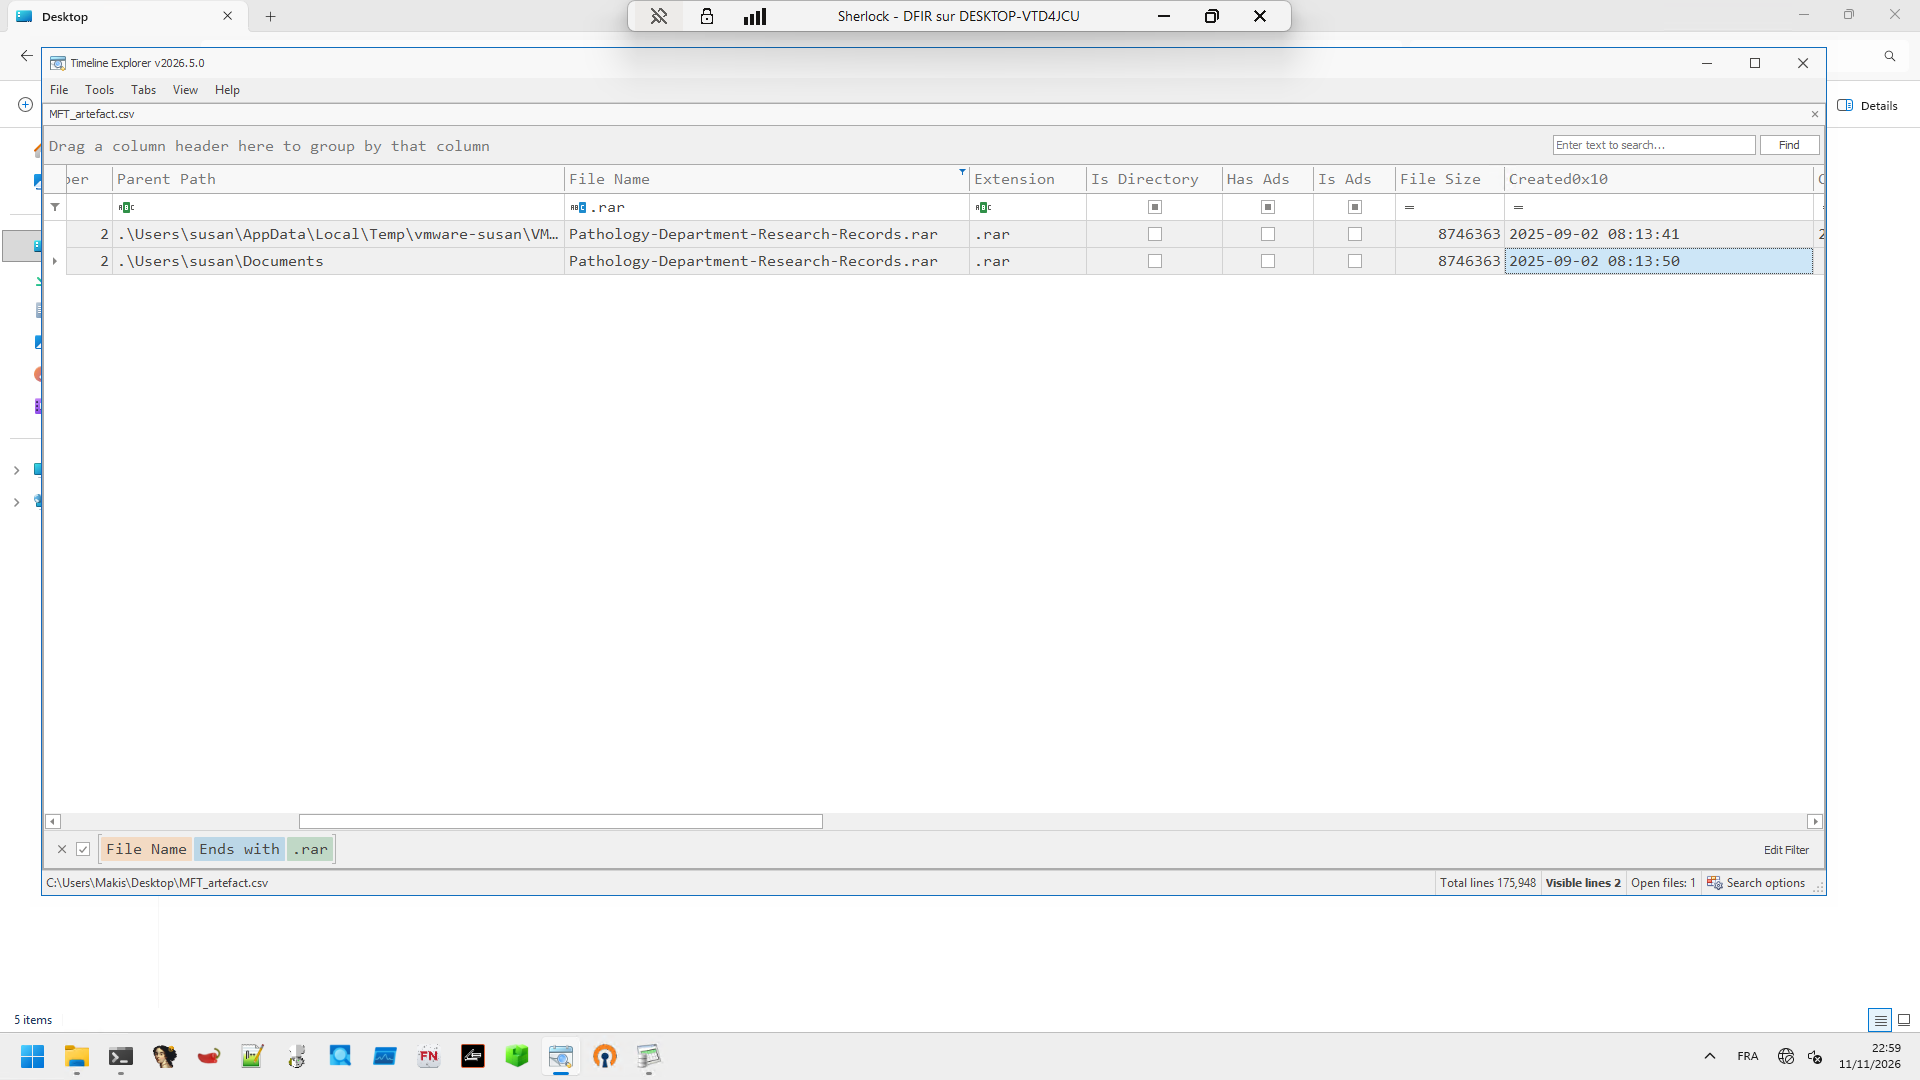 Desktop
Sherlock - DFIR sur DESKTOP-VTD4JCU
Timeline Explorer v2026.5.0
File Tools Tabs View Help
Details
MFT_artefact.csv
Drag a column header here to group by that column
Enter text to search...
Find
ber Parent Path File Name Extension Is Directory Has Ads Is Ads File Size Created0x10 C
.rar = =
2 .\Users\susan\AppData\Local\Temp\vmware-susan\VM… Pathology-Department-Research-Records.rar .rar 8746363 2025-09-02 08:13:41 2
2 .\Users\susan\Documents Pathology-Department-Research-Records.rar .rar 8746363 2025-09-02 08:13:50
File Name Ends with .rar
Edit Filter
C:\Users\Makis\Desktop\MFT_artefact.csv
Total lines 175,948 Visible lines 2 Open files: 1 Search options
5 items
FN
FRA
22:59
11/11/2026